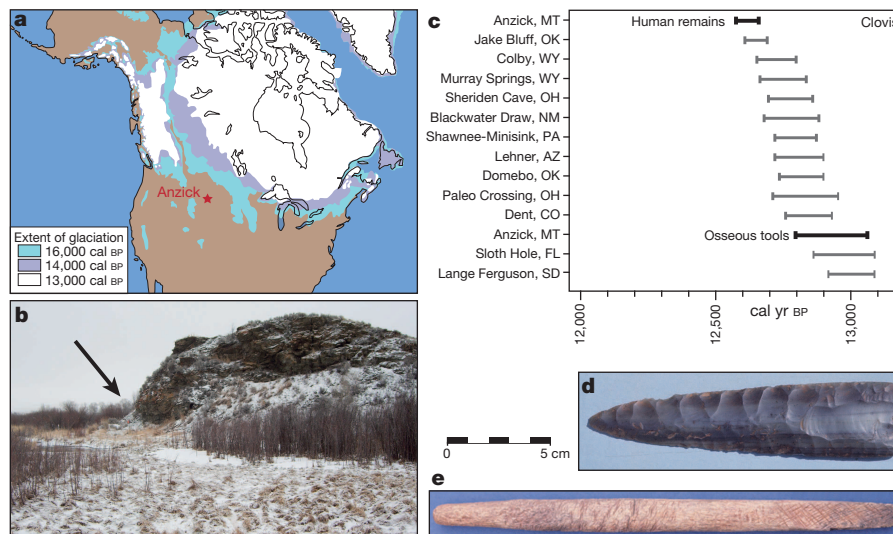 a
Anzick
Extent of glaciation
16,000 cal BP
14,000 cal BP
13,000 cal BP
b
c
Anzick, MT
Human remains
Clovis
Jake Bluff, OK
Colby, WY
Murray Springs, WY
Sheriden Cave, OH
Blackwater Draw, NM
Shawnee-Minisink, PA
Lehner, AZ
Domebo, OK
Paleo Crossing, OH
Dent, CO
Anzick, MT
Osseous tools
Sloth Hole, FL
Lange Ferguson, SD
12,000
12,500
13,000
cal yr BP
d
0 5 cm
e